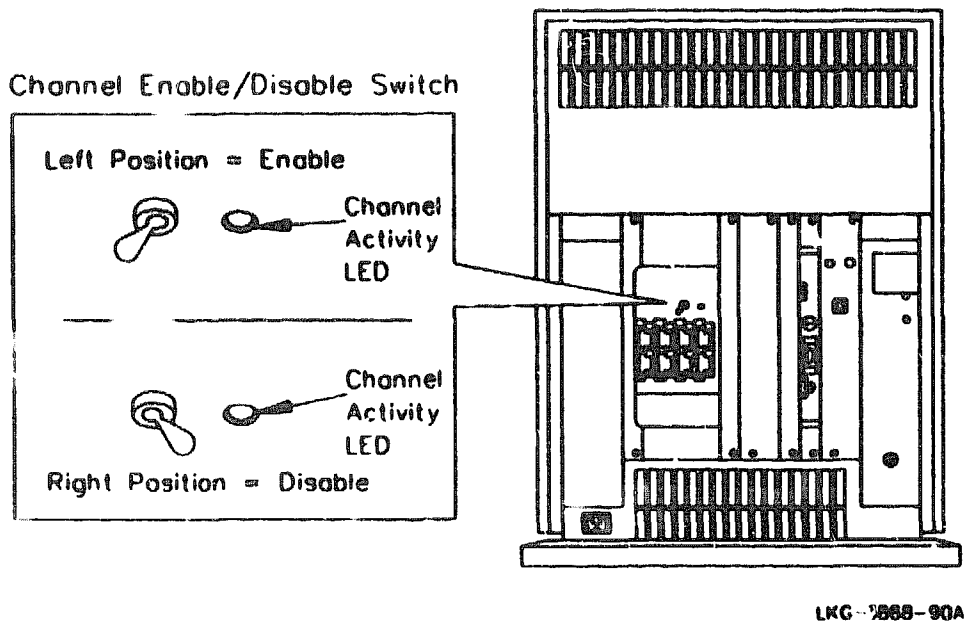 Channel Enable/Disable Switch
Left Position = Enable
Channel
Activity
LED
Channel
Activity
LED
Right Position = Disable